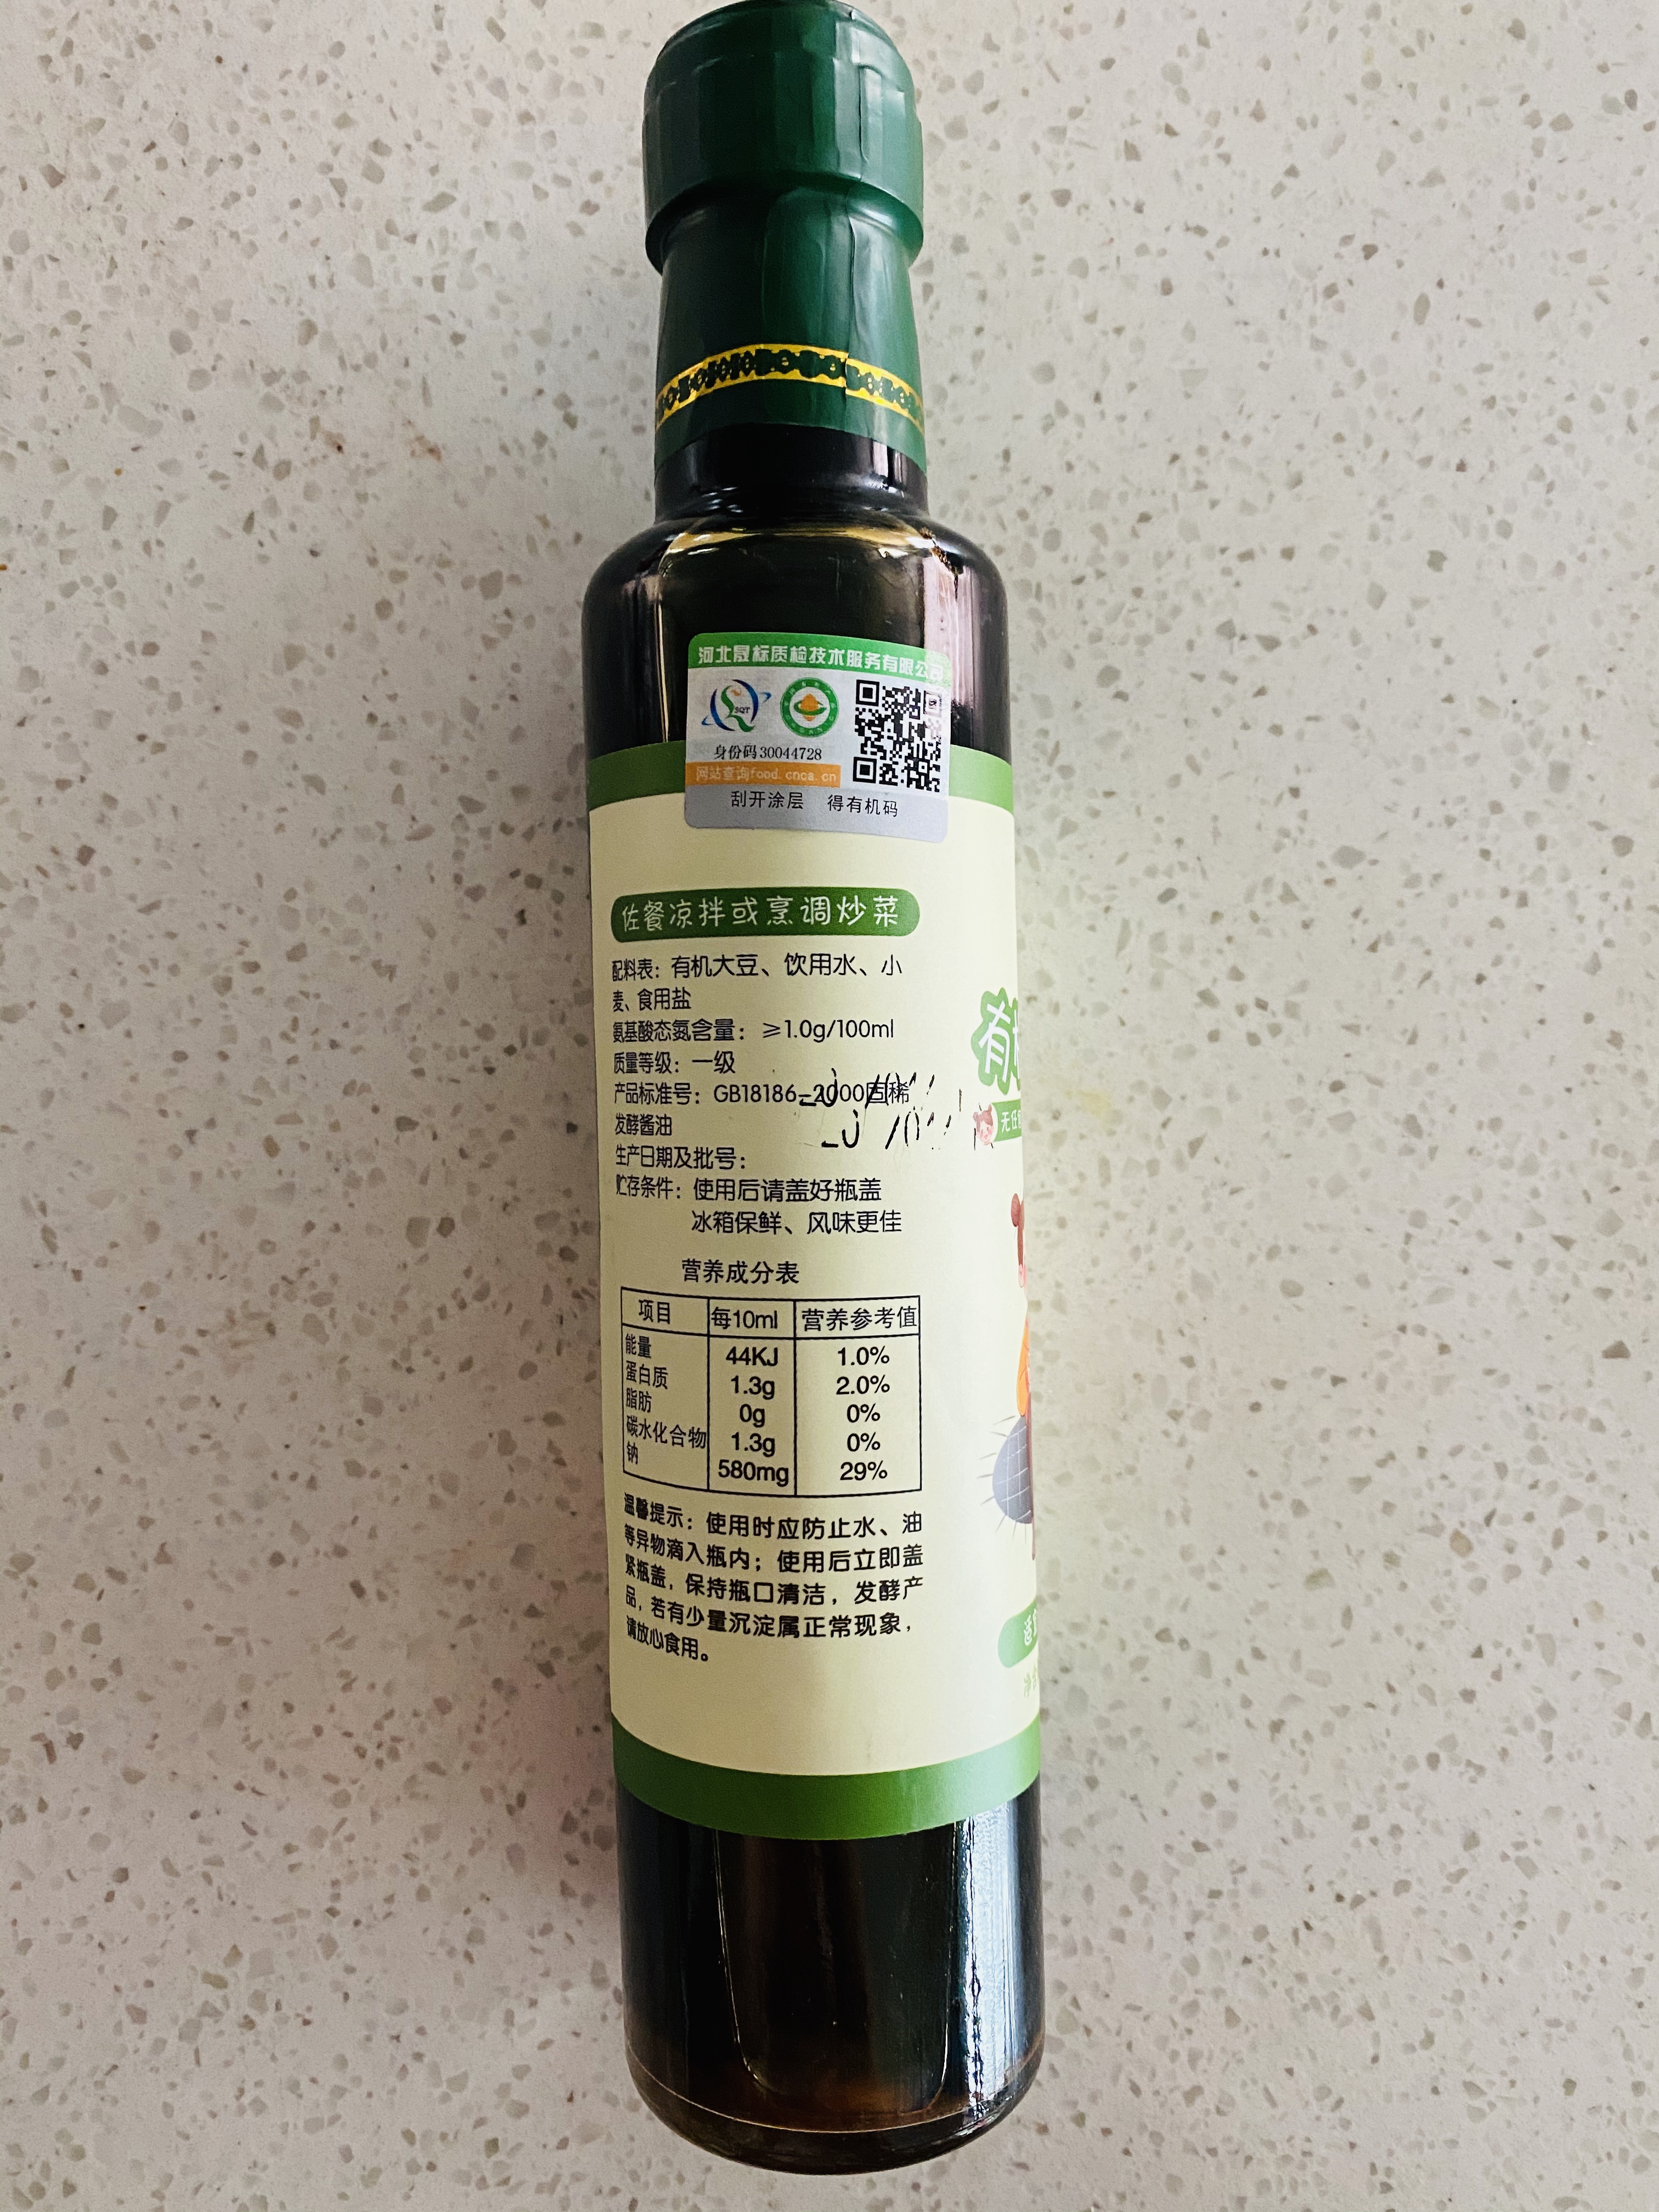 河北晟标质检技术服务有限公司
SQT
身份码30044728
网站查询food.cnca.cn
刮开涂层 得有机码
佐餐凉拌或烹调炒菜
配料表：有机大豆、饮用水、小
麦、食用盐
氨基酸态氮含量：≥1.0g/100ml
质量等级：一级
产品标准号：GB18186-2000固稀
发酵酱油
生产日期及批号：
贮存条件：使用后请盖好瓶盖
冰箱保鲜、风味更佳
营养成分表
项目 每10ml 营养参考值
能量 44KJ 1.0%
蛋白质 1.3g 2.0%
脂肪 0g 0%
碳水化合物 1.3g 0%
钠 580mg 29%
温馨提示：使用时应防止水、油
等异物滴入瓶内；使用后立即盖
紧瓶盖，保持瓶口清洁，发酵产
品，若有少量沉淀属正常现象，
请放心食用。
有
无任
适
净